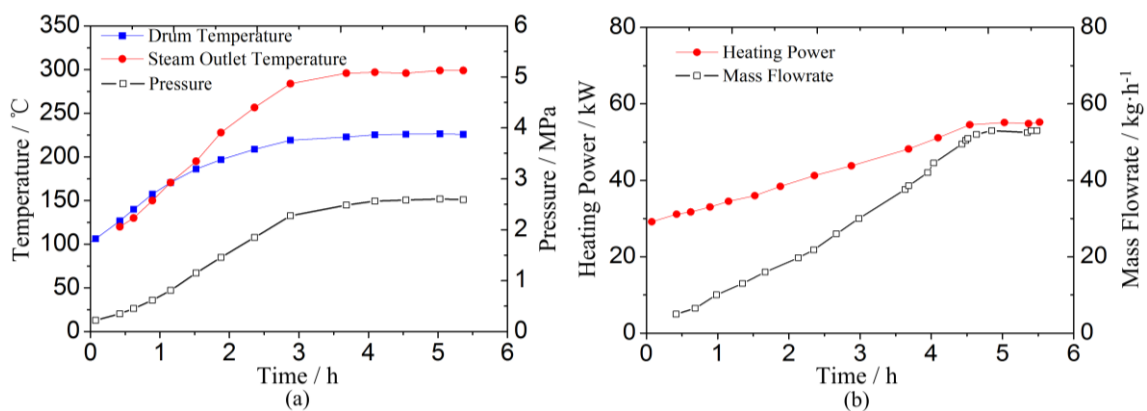 350
300
250
200
150
100
50
0
Temperature / ℃
Drum Temperature
Steam Outlet Temperature
Pressure
6
5
4
3
2
1
0
Pressure / MPa
0 1 2 3 4 5 6
Time / h
(a)
80
60
40
20
0
Heating Power / kW
Heating Power
Mass Flowrate
80
60
40
20
0
Mass Flowrate / kg·h⁻¹
0 1 2 3 4 5 6
Time / h
(b)